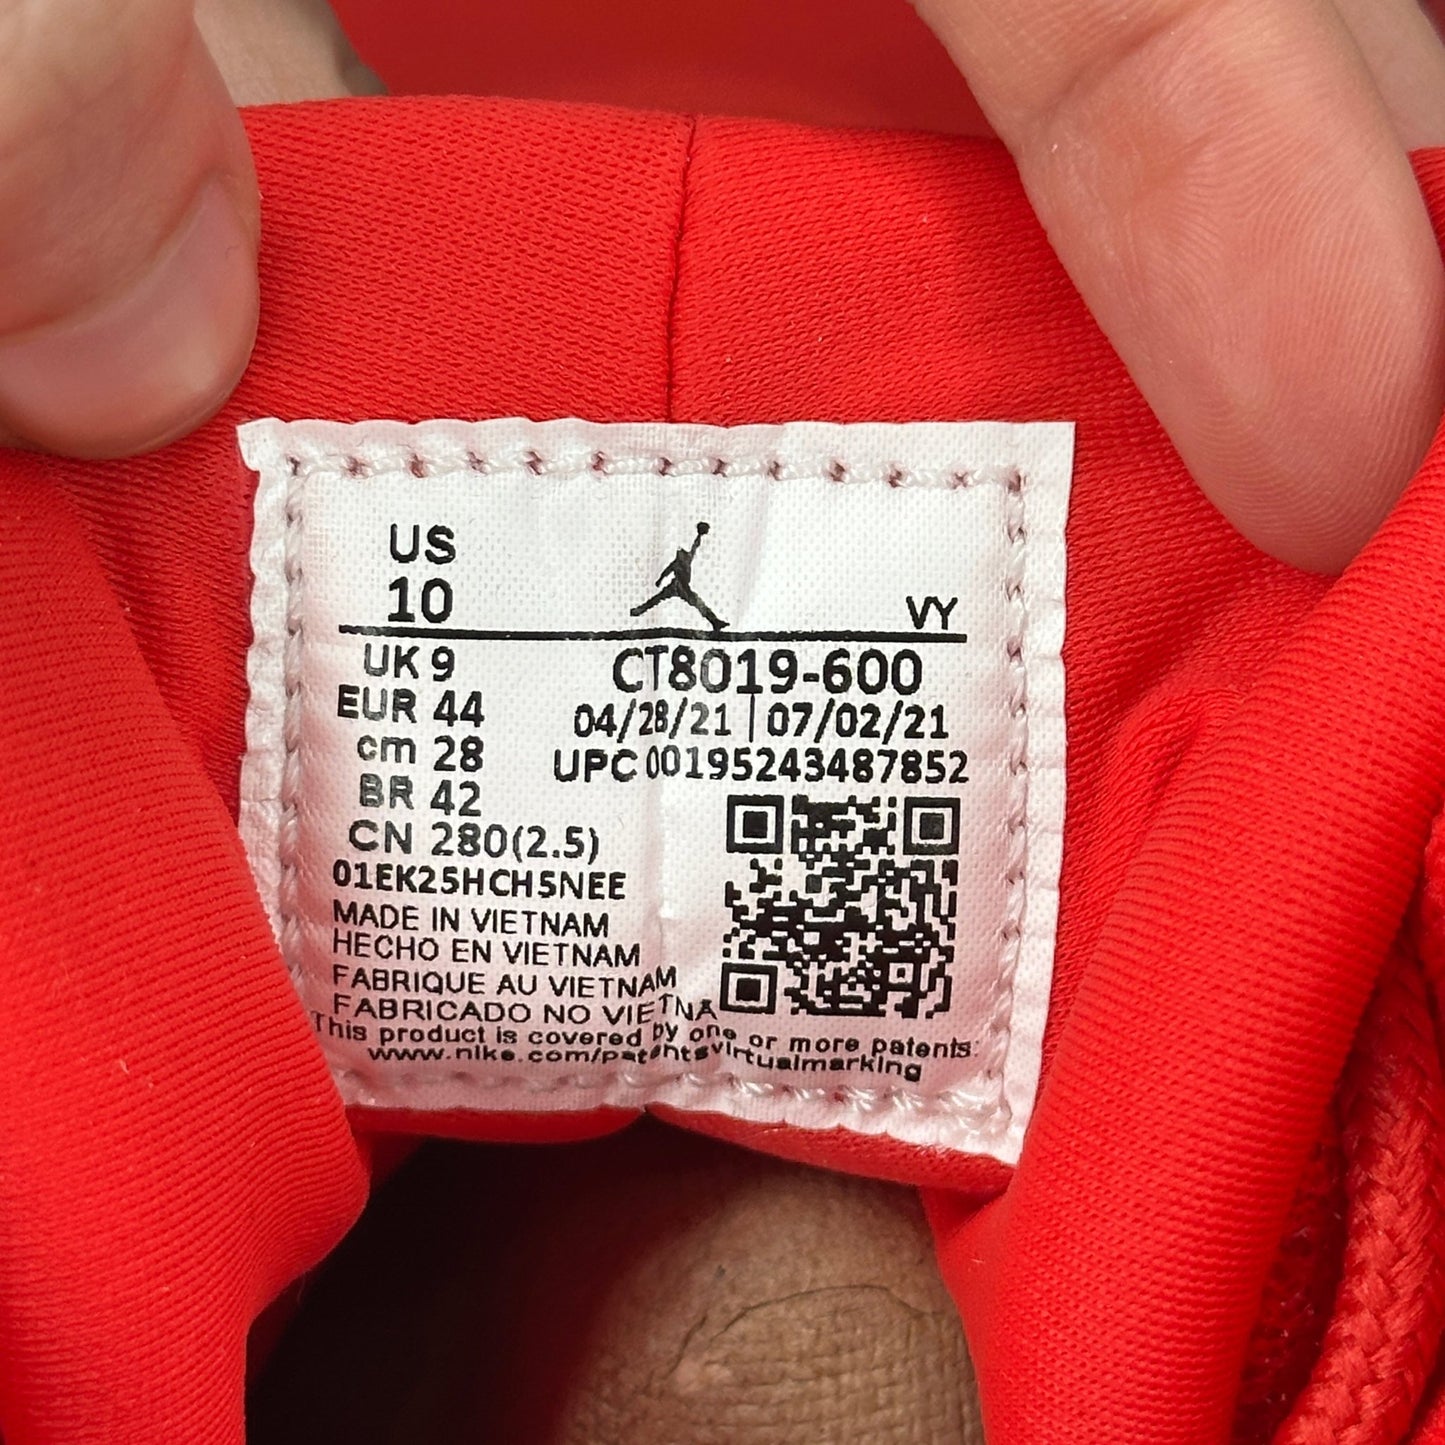 US
10
VY
UK 9
CT8019-600
EUR 44
04/28/21 | 07/02/21
cm 28
UPC 00195243487852
BR 42
CN 280(2.5)
01EK25HCH5NEE
MADE IN VIETNAM
HECHO EN VIETNAM
FABRIQUE AU VIETNAM
FABRICADO NO VIETNA
This product is covered by one or more patents:
www.nike.com/patentsvirtualmarking